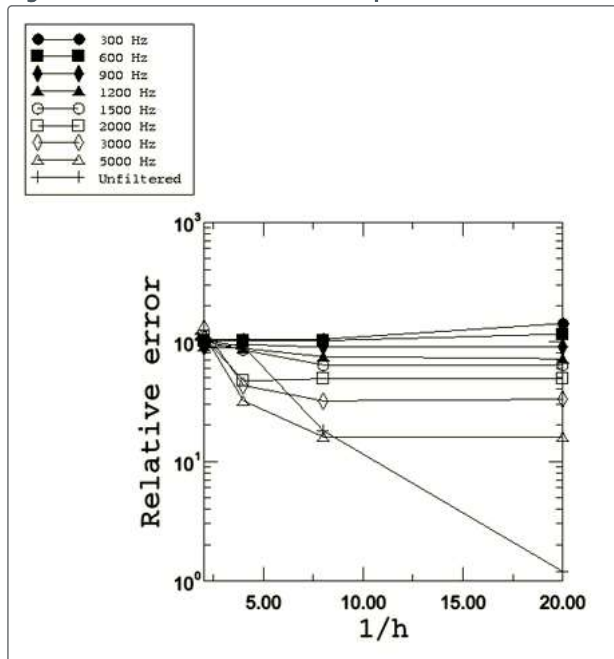 300 Hz
600 Hz
900 Hz
1200 Hz
1500 Hz
2000 Hz
3000 Hz
5000 Hz
Unfiltered
10³
10²
10¹
10⁰
Relative error
5.00 10.00 15.00 20.00
1/h